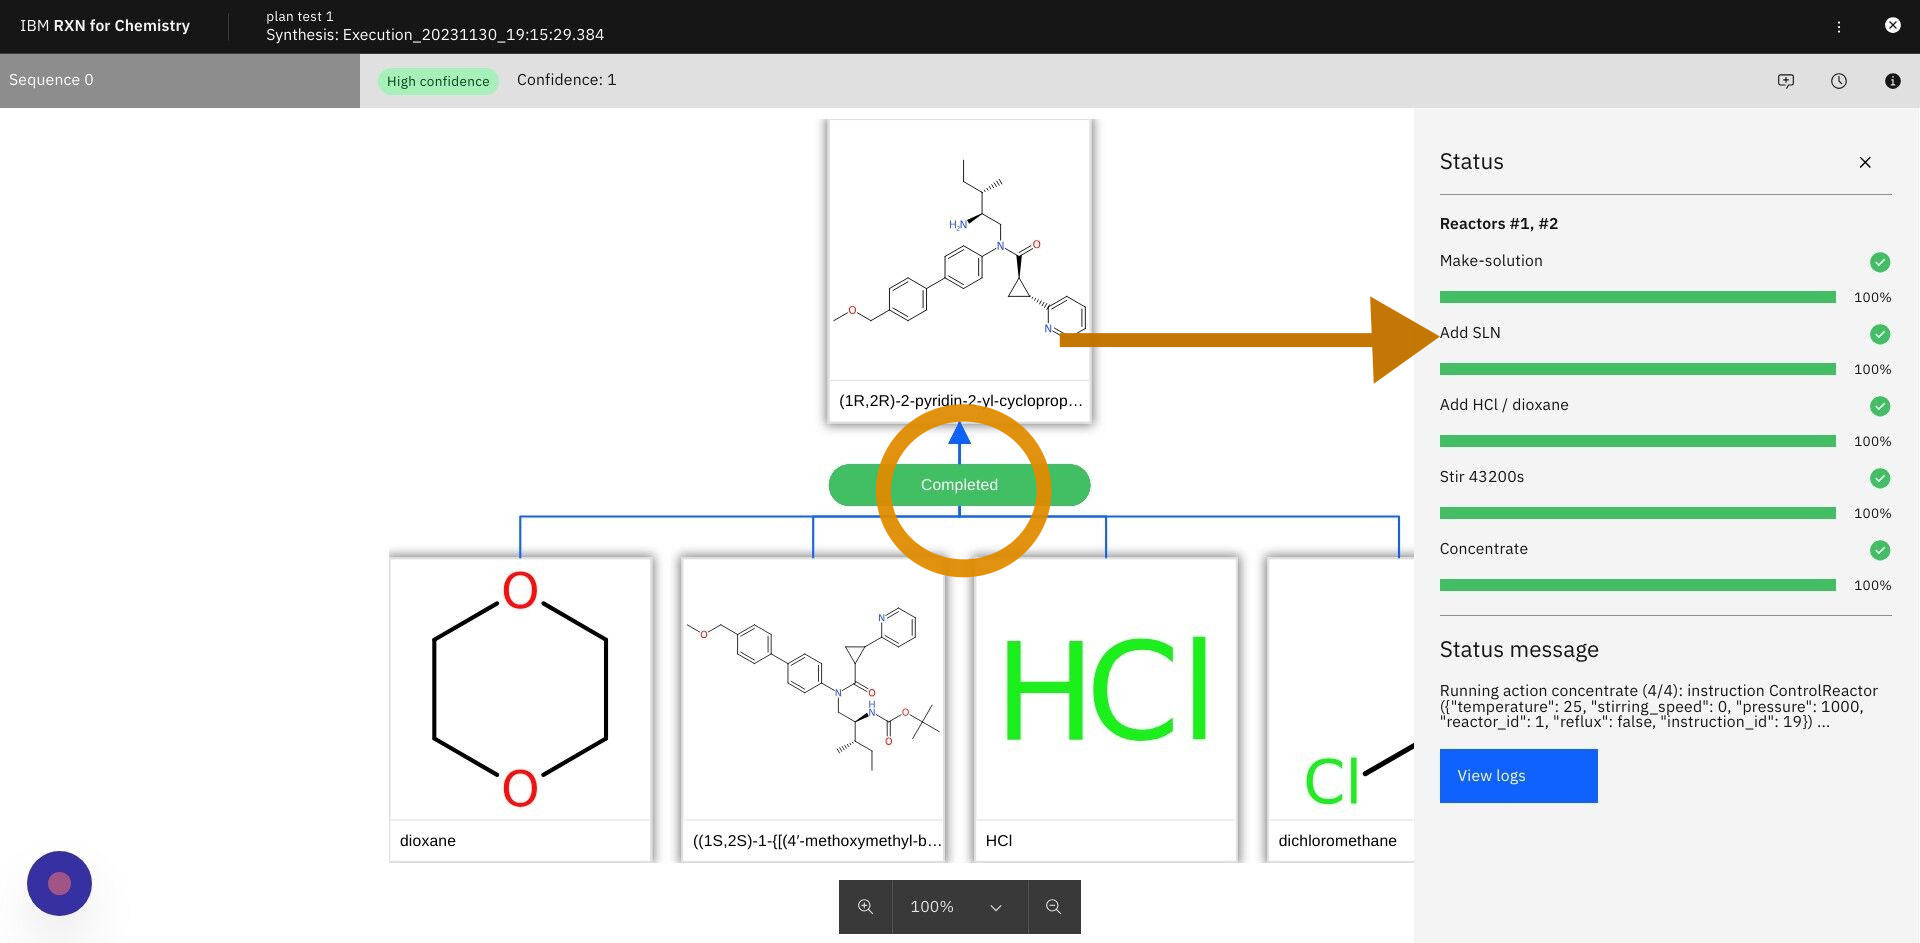 IBM RXN for Chemistry
plan test 1
Synthesis: Execution_20231130_19:15:29.384
Sequence 0
High confidence
Confidence: 1
H₂N
N
O
O
N
(1R,2R)-2-pyridin-2-yl-cycloprop...
Completed
O
O
dioxane
N
O
N
O
H
N
O
O
((1S,2S)-1-{[(4′-methoxymethyl-b...
HCl
HCl
Cl
dichloromethane
100%
Status
Reactors #1, #2
Make-solution
100%
Add SLN
100%
Add HCl / dioxane
100%
Stir 43200s
100%
Concentrate
100%
Status message
Running action concentrate (4/4): instruction ControlReactor
({"temperature": 25, "stirring_speed": 0, "pressure": 1000,
"reactor_id": 1, "reflux": false, "instruction_id": 19}) ...
View logs